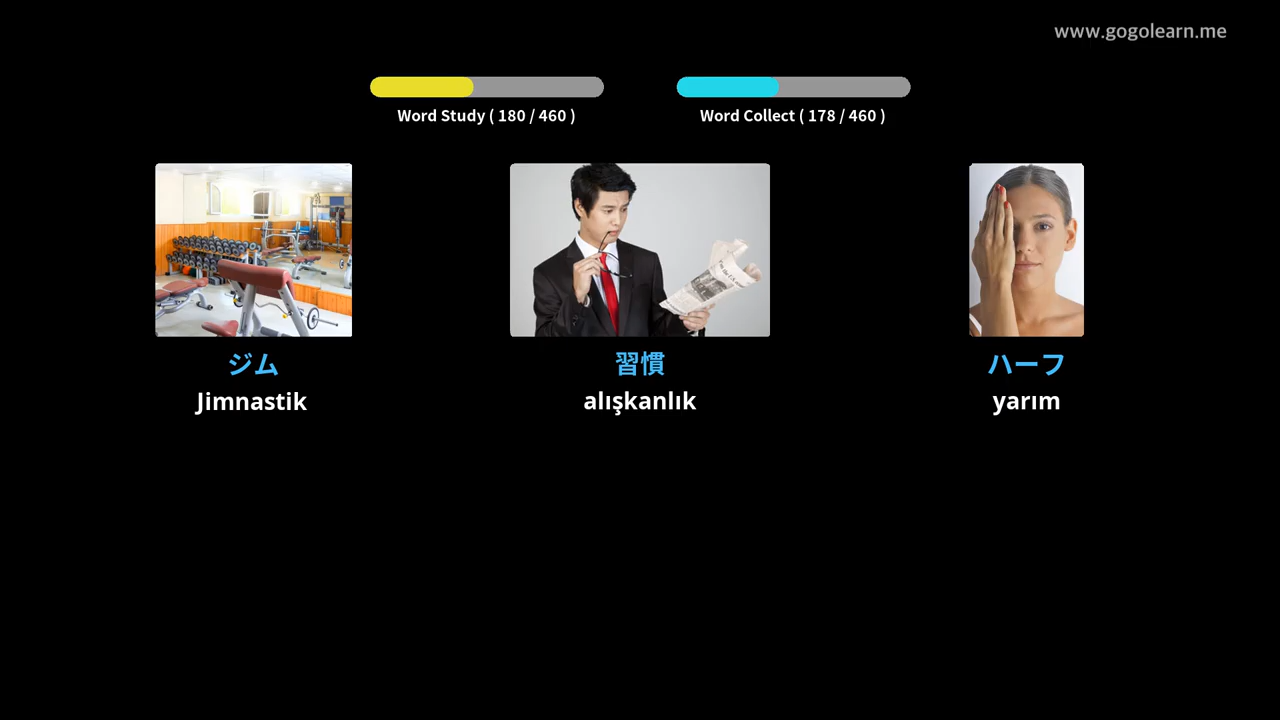 www.gogolearn.me
Word Study ( 180 / 460 )
Word Collect ( 178 / 460 )
ジム
習慣
ハーフ
Jimnastik
alışkanlık
yarım